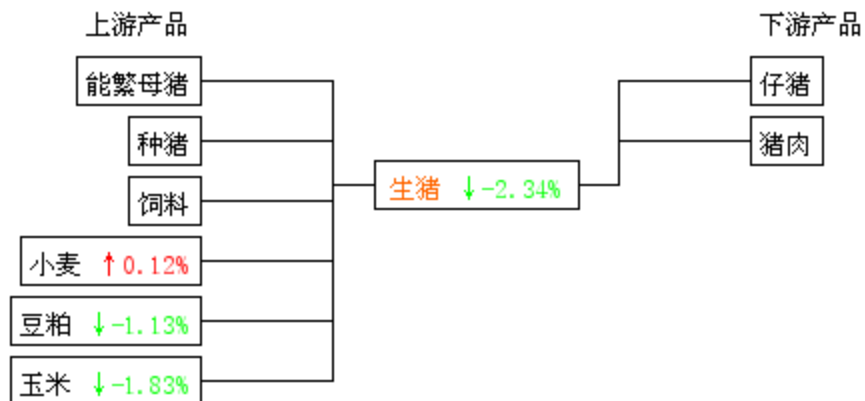 上游产品
下游产品
能繁母猪
种猪
饲料
小麦 ↑0.12%
豆粕 ↓-1.13%
玉米 ↓-1.83%
生猪 ↓-2.34%
仔猪
猪肉